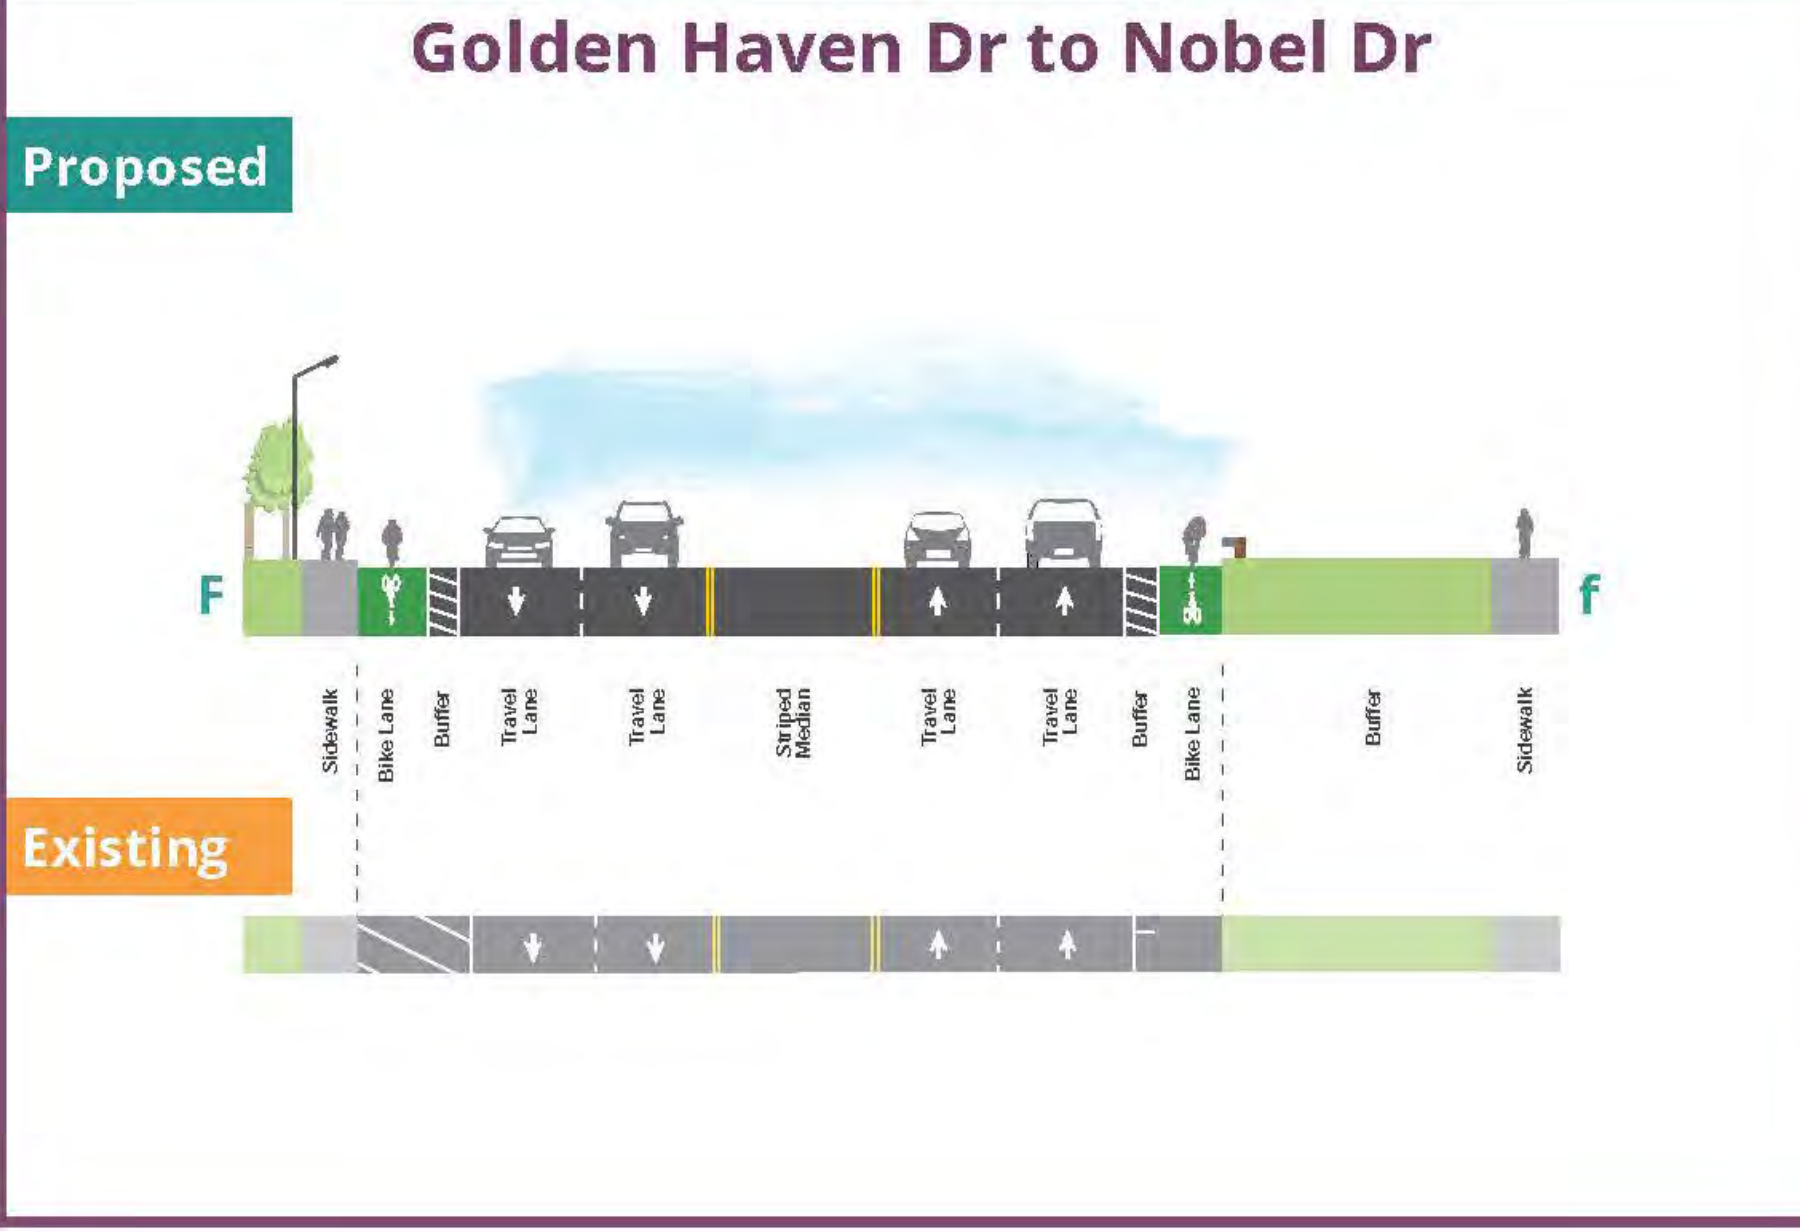 Golden Haven Dr to Nobel Dr
Proposed
F
f
Sidewalk
Bike Lane
Buffer
Travel
Lane
Travel
Lane
Striped
Median
Travel
Lane
Travel
Lane
Buffer
Bike Lane
Buffer
Sidewalk
Existing